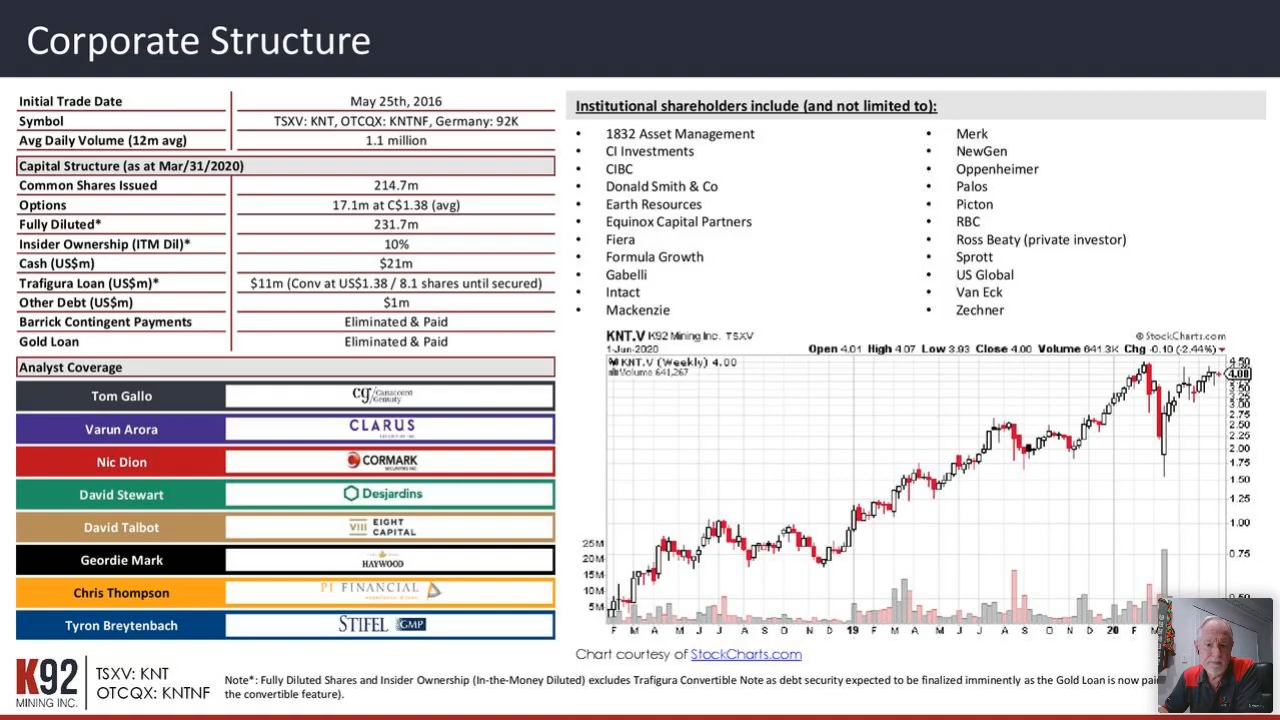 Corporate Structure
Initial Trade Date May 25th, 2016
Symbol TSXV: KNT, OTCQX: KNTNF, Germany: 92K
Avg Daily Volume (12m avg) 1.1 million
Capital Structure (as at Mar/31/2020)
Common Shares Issued 214.7m
Options 17.1m at C$1.38 (avg)
Fully Diluted* 231.7m
Insider Ownership (ITM Dil)* 10%
Cash (US$m) $21m
Trafigura Loan (US$m)* $11m (Conv at US$1.38 / 8.1 shares until secured)
Other Debt (US$m) $1m
Barrick Contingent Payments Eliminated & Paid
Gold Loan Eliminated & Paid
Analyst Coverage
Tom Gallo cg/Canaccord Genuity
Varun Arora CLARUS SECURITIES INC.
Nic Dion CORMARK SECURITIES INC.
David Stewart Desjardins
David Talbot VIII EIGHT CAPITAL
Geordie Mark HAYWOOD
Chris Thompson PI FINANCIAL
Tyron Breytenbach STIFEL GMP
Institutional shareholders include (and not limited to):
• 1832 Asset Management
• CI Investments
• CIBC
• Donald Smith & Co
• Earth Resources
• Equinox Capital Partners
• Fiera
• Formula Growth
• Gabelli
• Intact
• Mackenzie
• Merk
• NewGen
• Oppenheimer
• Palos
• Picton
• RBC
• Ross Beaty (private investor)
• Sprott
• US Global
• Van Eck
• Zechner
KNT.V K92 Mining Inc. TSXV © StockCharts.com
1-Jun-2020 Open 4.01 High 4.07 Low 3.93 Close 4.00 Volume 641.3K Chg -0.10 (-2.44%)
KNT.V (Weekly) 4.00
Volume 641,267
4.50
4.00
3.00
2.75
2.50
2.25
2.00
1.75
1.50
1.25
1.00
0.75
25M
20M
15M
10M
5M
F M A M J J A S O N D 19 F M A M J J A S O N D 20 F M
Chart courtesy of StockCharts.com
K92 MINING INC.
TSXV: KNT
OTCQX: KNTNF
Note*: Fully Diluted Shares and Insider Ownership (In-the-Money Diluted) excludes Trafigura Convertible Note as debt security expected to be finalized imminently as the Gold Loan is now paid
the convertible feature).